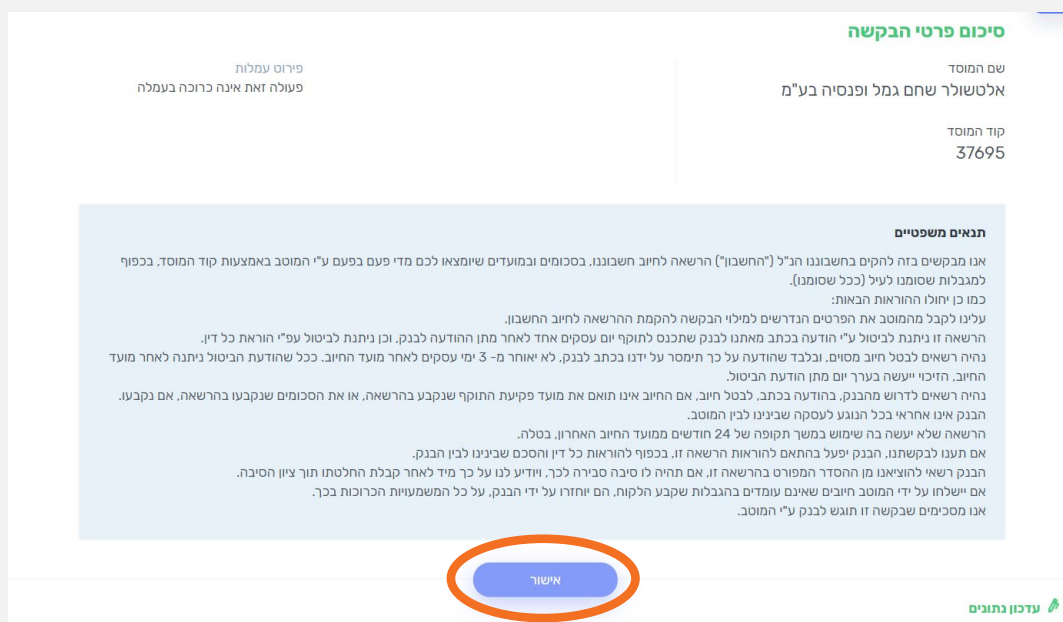 סיכום פרטי הבקשה
שם המוסד
אלטשולר שחם גמל ופנסיה בע"מ
קוד המוסד
37695
פירוט עמלות
פעולה זאת אינה כרוכה בעמלה
תנאים משפטיים
אנו מבקשים בזה להקים בחשבוננו הנ"ל ("החשבון") הרשאה לחיוב חשבוננו, בסכומים ובמועדים שיומצאו לכם מדי פעם בפעם ע"י המוטב באמצעות קוד המוסד, בכפוף
למגבלות שסומנו לעיל (ככל שסומנו).
כמו כן יחולו ההוראות הבאות:
עלינו לקבל מהמוטב את הפרטים הנדרשים למילוי הבקשה להקמת ההרשאה לחיוב החשבון.
הרשאה זו ניתנת לביטול ע"י הודעה בכתב מאתנו לבנק שתכנס לתוקף יום עסקים אחד לאחר מתן ההודעה לבנק, וכן ניתנת לביטול עפ"י הוראת כל דין.
נהיה רשאים לבטל חיוב מסוים, ובלבד שהודעה על כך תימסר על ידנו בכתב לבנק, לא יאוחר מ- 3 ימי עסקים לאחר מועד החיוב. ככל שהודעת הביטול ניתנה לאחר מועד
החיוב, הזיכוי ייעשה בערך יום מתן הודעת הביטול.
נהיה רשאים לדרוש מהבנק, בהודעה בכתב, לבטל חיוב, אם החיוב אינו תואם את מועד פקיעת התוקף שנקבע בהרשאה, או את הסכומים שנקבעו בהרשאה, אם נקבעו.
הבנק אינו אחראי בכל הנוגע לעסקה שבינינו לבין המוטב.
הרשאה שלא יעשה בה שימוש במשך תקופה של 24 חודשים ממועד החיוב האחרון, בטלה.
אם תענו לבקשתנו, הבנק יפעל בהתאם להוראות הרשאה זו, בכפוף להוראות כל דין והסכם שבינינו לבין הבנק.
הבנק רשאי להוציאנו מן ההסדר המפורט בהרשאה זו, אם תהיה לו סיבה סבירה לכך, ויודיע לנו על כך מיד לאחר קבלת החלטתו תוך ציון הסיבה.
אם יישלחו על ידי המוטב חיובים שאינם עומדים בהגבלות שקבע הלקוח, הם יוחזרו על ידי הבנק, על כל המשמעויות הכרוכות בכך.
אנו מסכימים שבקשה זו תוגש לבנק ע"י המוטב.
אישור
עדכון נתונים